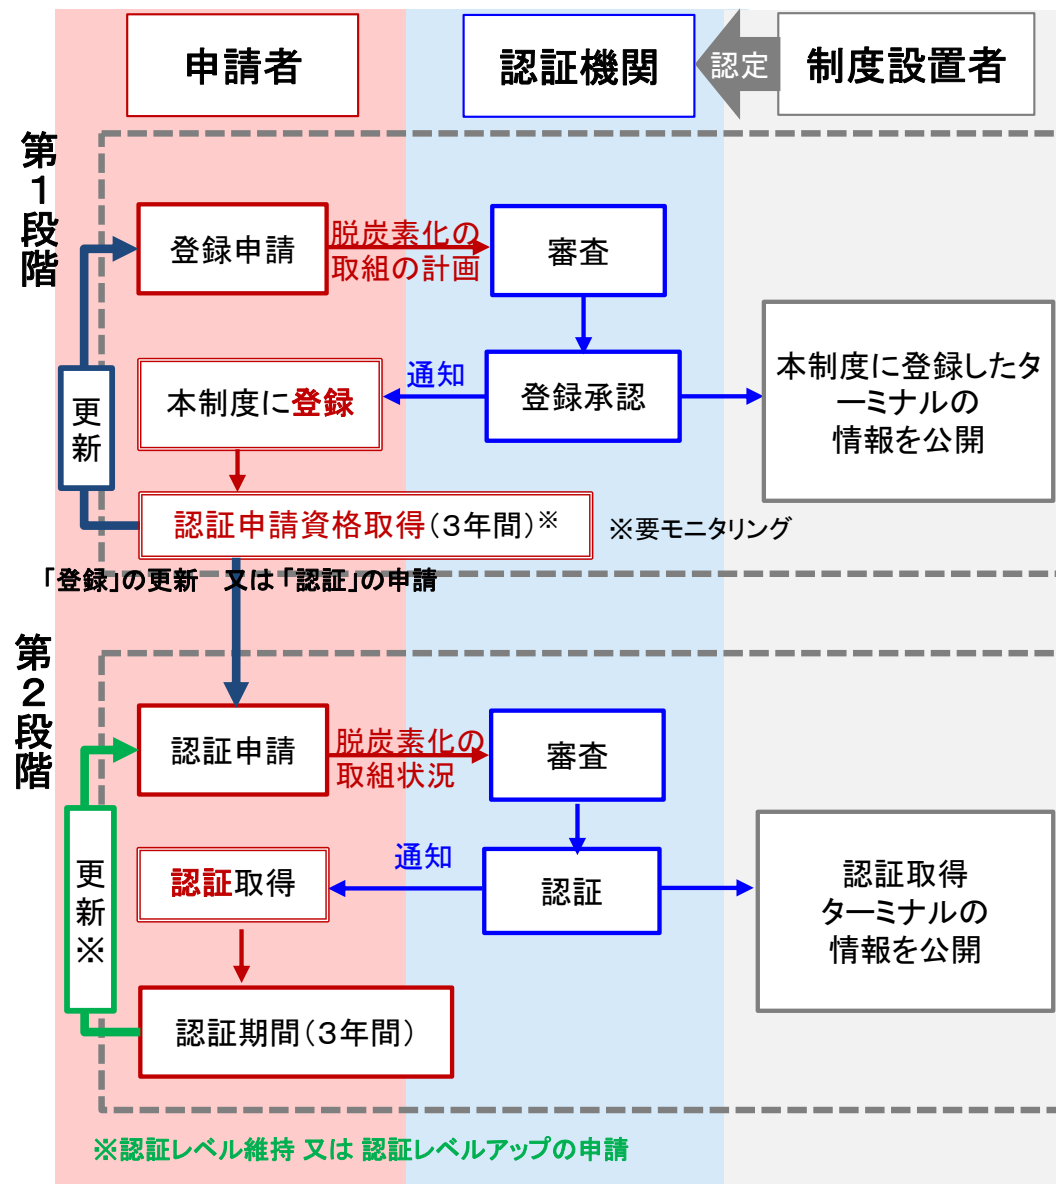 申請者
認証機関
認定
制度設置者
第1段階
登録申請
脱炭素化の
取組の計画
審査
更新
本制度に登録
通知
登録承認
本制度に登録したタ
ーミナルの
情報を公開
認証申請資格取得(3年間)※
※要モニタリング
「登録」の更新　又は「認証」の申請
第2段階
認証申請
脱炭素化の
取組状況
審査
更新※
認証取得
通知
認証
認証取得
ターミナルの
情報を公開
認証期間(3年間)
※認証レベル維持 又は 認証レベルアップの申請